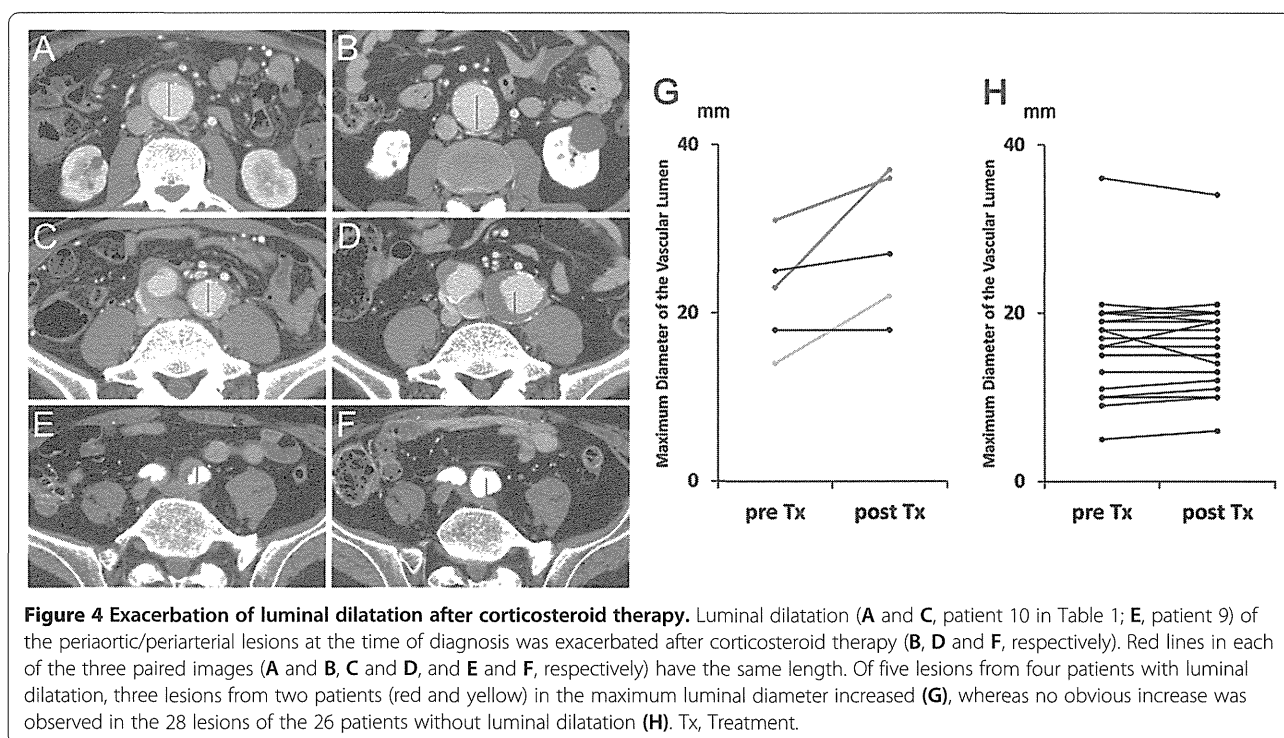 A
B
C
D
E
F
G
mm
40
20
0
Maximum Diameter of the Vascular Lumen
pre Tx
post Tx
H
mm
40
20
0
Maximum Diameter of the Vascular Lumen
pre Tx
post Tx
Figure 4 Exacerbation of luminal dilatation after corticosteroid therapy. Luminal dilatation (A and C, patient 10 in Table 1; E, patient 9) of
the periaortic/periarterial lesions at the time of diagnosis was exacerbated after corticosteroid therapy (B, D and F, respectively). Red lines in each
of the three paired images (A and B, C and D, and E and F, respectively) have the same length. Of five lesions from four patients with luminal
dilatation, three lesions from two patients (red and yellow) in the maximum luminal diameter increased (G), whereas no obvious increase was
observed in the 28 lesions of the 26 patients without luminal dilatation (H). Tx, Treatment.